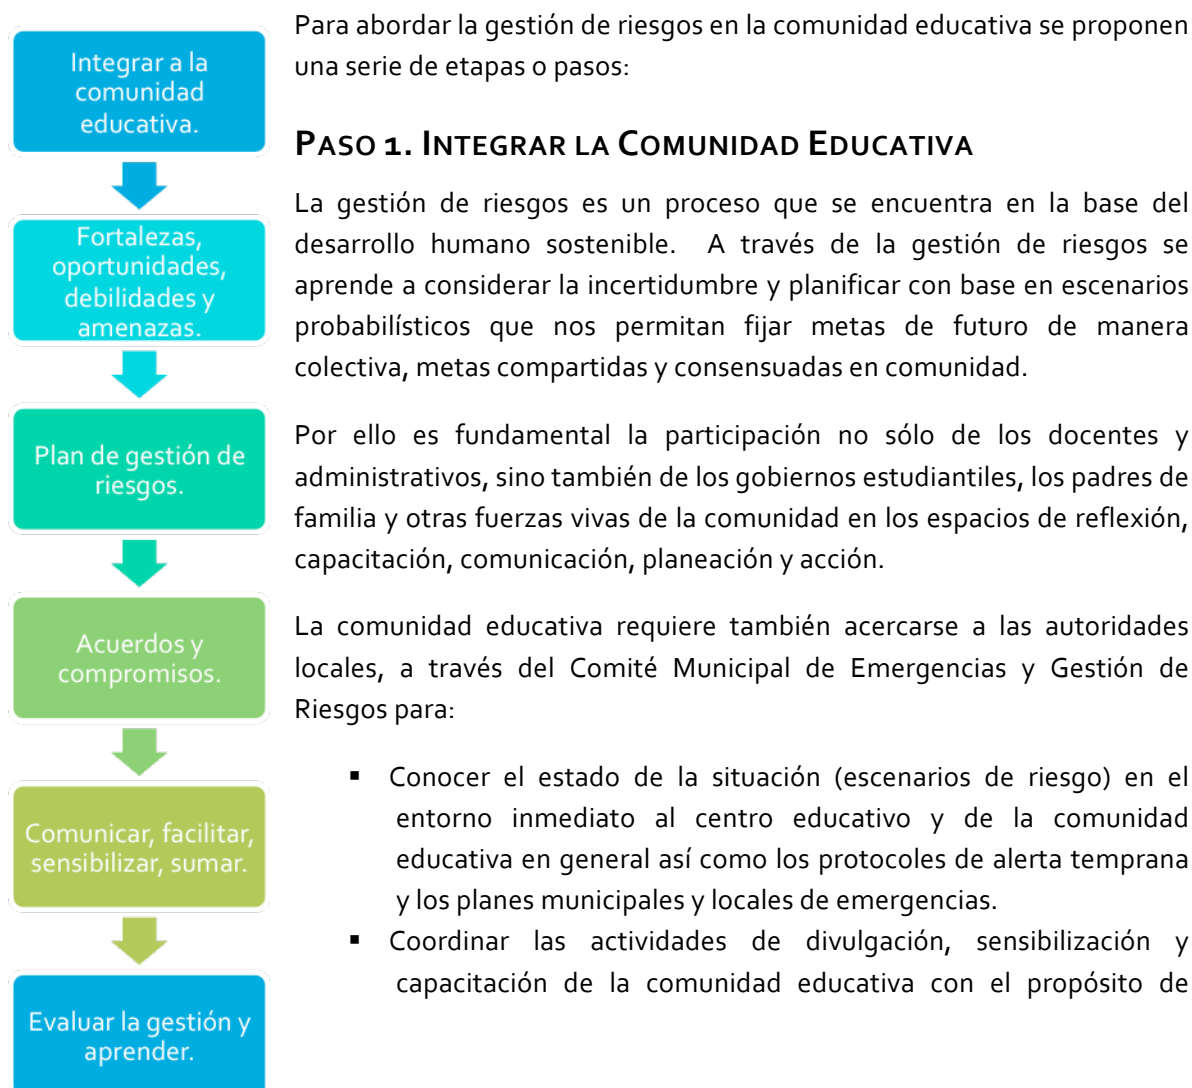 Integrar a la
comunidad
educativa.
Fortalezas,
oportunidades,
debilidades y
amenazas.
Plan de gestión de
riesgos.
Acuerdos y
compromisos.
Comunicar, facilitar,
sensibilizar, sumar.
Evaluar la gestión y
aprender.
Para abordar la gestión de riesgos en la comunidad educativa se proponen
una serie de etapas o pasos:
PASO 1. INTEGRAR LA COMUNIDAD EDUCATIVA
La gestión de riesgos es un proceso que se encuentra en la base del
desarrollo humano sostenible. A través de la gestión de riesgos se
aprende a considerar la incertidumbre y planificar con base en escenarios
probabilísticos que nos permitan fijar metas de futuro de manera
colectiva, metas compartidas y consensuadas en comunidad.
Por ello es fundamental la participación no sólo de los docentes y
administrativos, sino también de los gobiernos estudiantiles, los padres de
familia y otras fuerzas vivas de la comunidad en los espacios de reflexión,
capacitación, comunicación, planeación y acción.
La comunidad educativa requiere también acercarse a las autoridades
locales, a través del Comité Municipal de Emergencias y Gestión de
Riesgos para:
▪ Conocer el estado de la situación (escenarios de riesgo) en el
entorno inmediato al centro educativo y de la comunidad
educativa en general así como los protocoles de alerta temprana
y los planes municipales y locales de emergencias.
▪ Coordinar las actividades de divulgación, sensibilización y
capacitación de la comunidad educativa con el propósito de